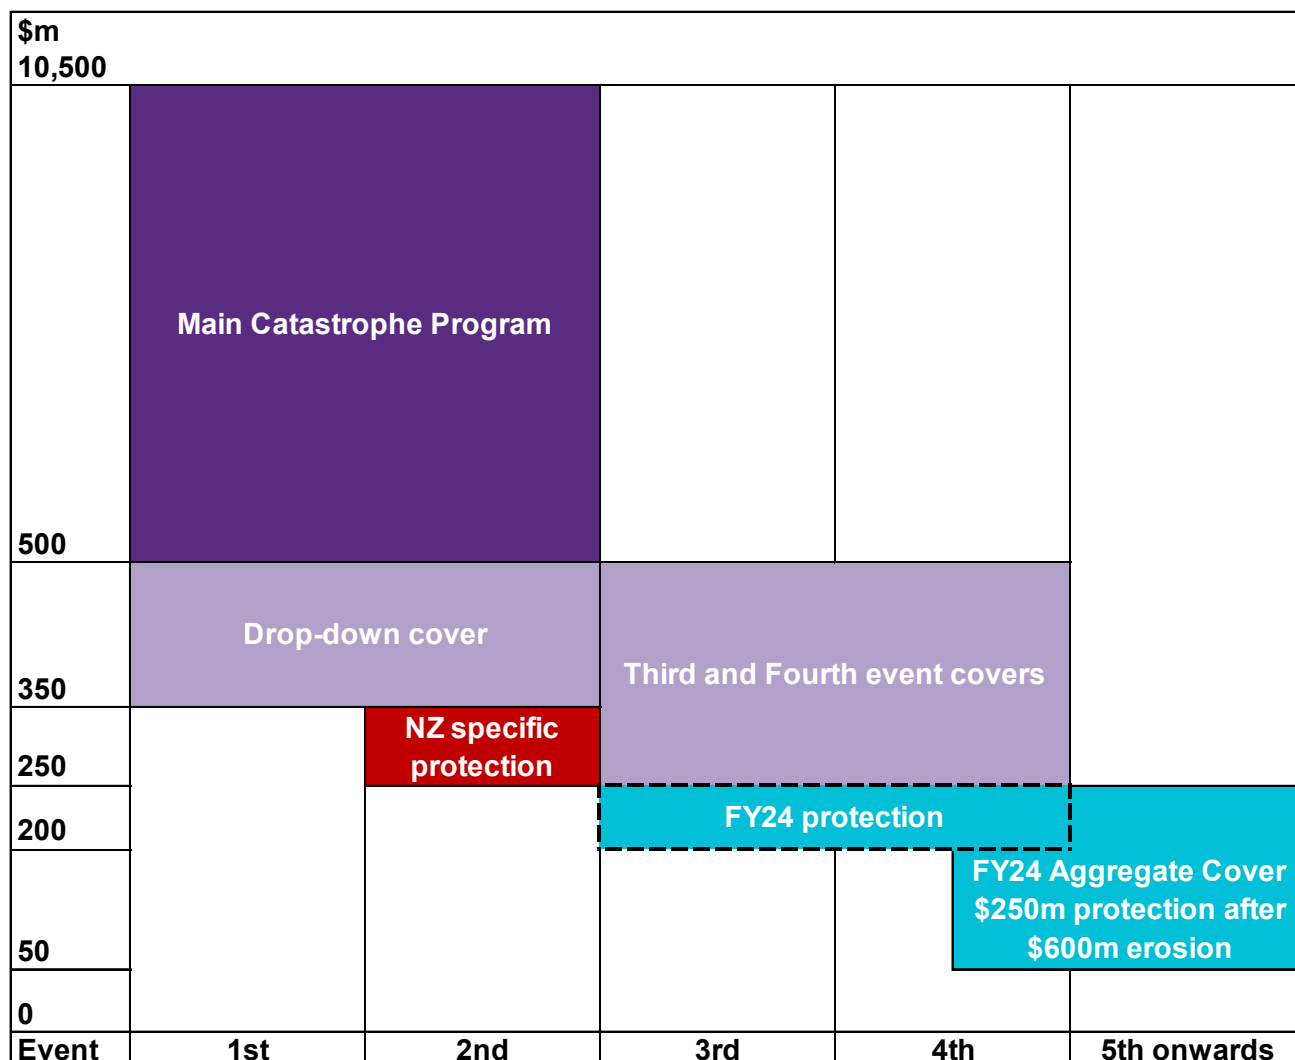 $m
10,500
Main Catastrophe Program
500
Drop-down cover
Third and Fourth event covers
350
NZ specific
protection
250
FY24 protection
200
FY24 Aggregate Cover
$250m protection after
$600m erosion
50
0
Event 1st 2nd 3rd 4th 5th onwards